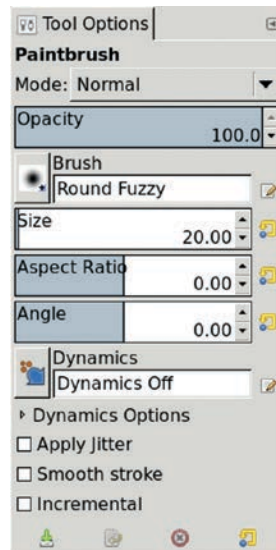 Tool Options
Paintbrush
Mode: Normal
Opacity
100.0
Brush
Round Fuzzy
Size
20.00
Aspect Ratio
0.00
Angle
0.00
Dynamics
Dynamics Off
Dynamics Options
Apply Jitter
Smooth stroke
Incremental